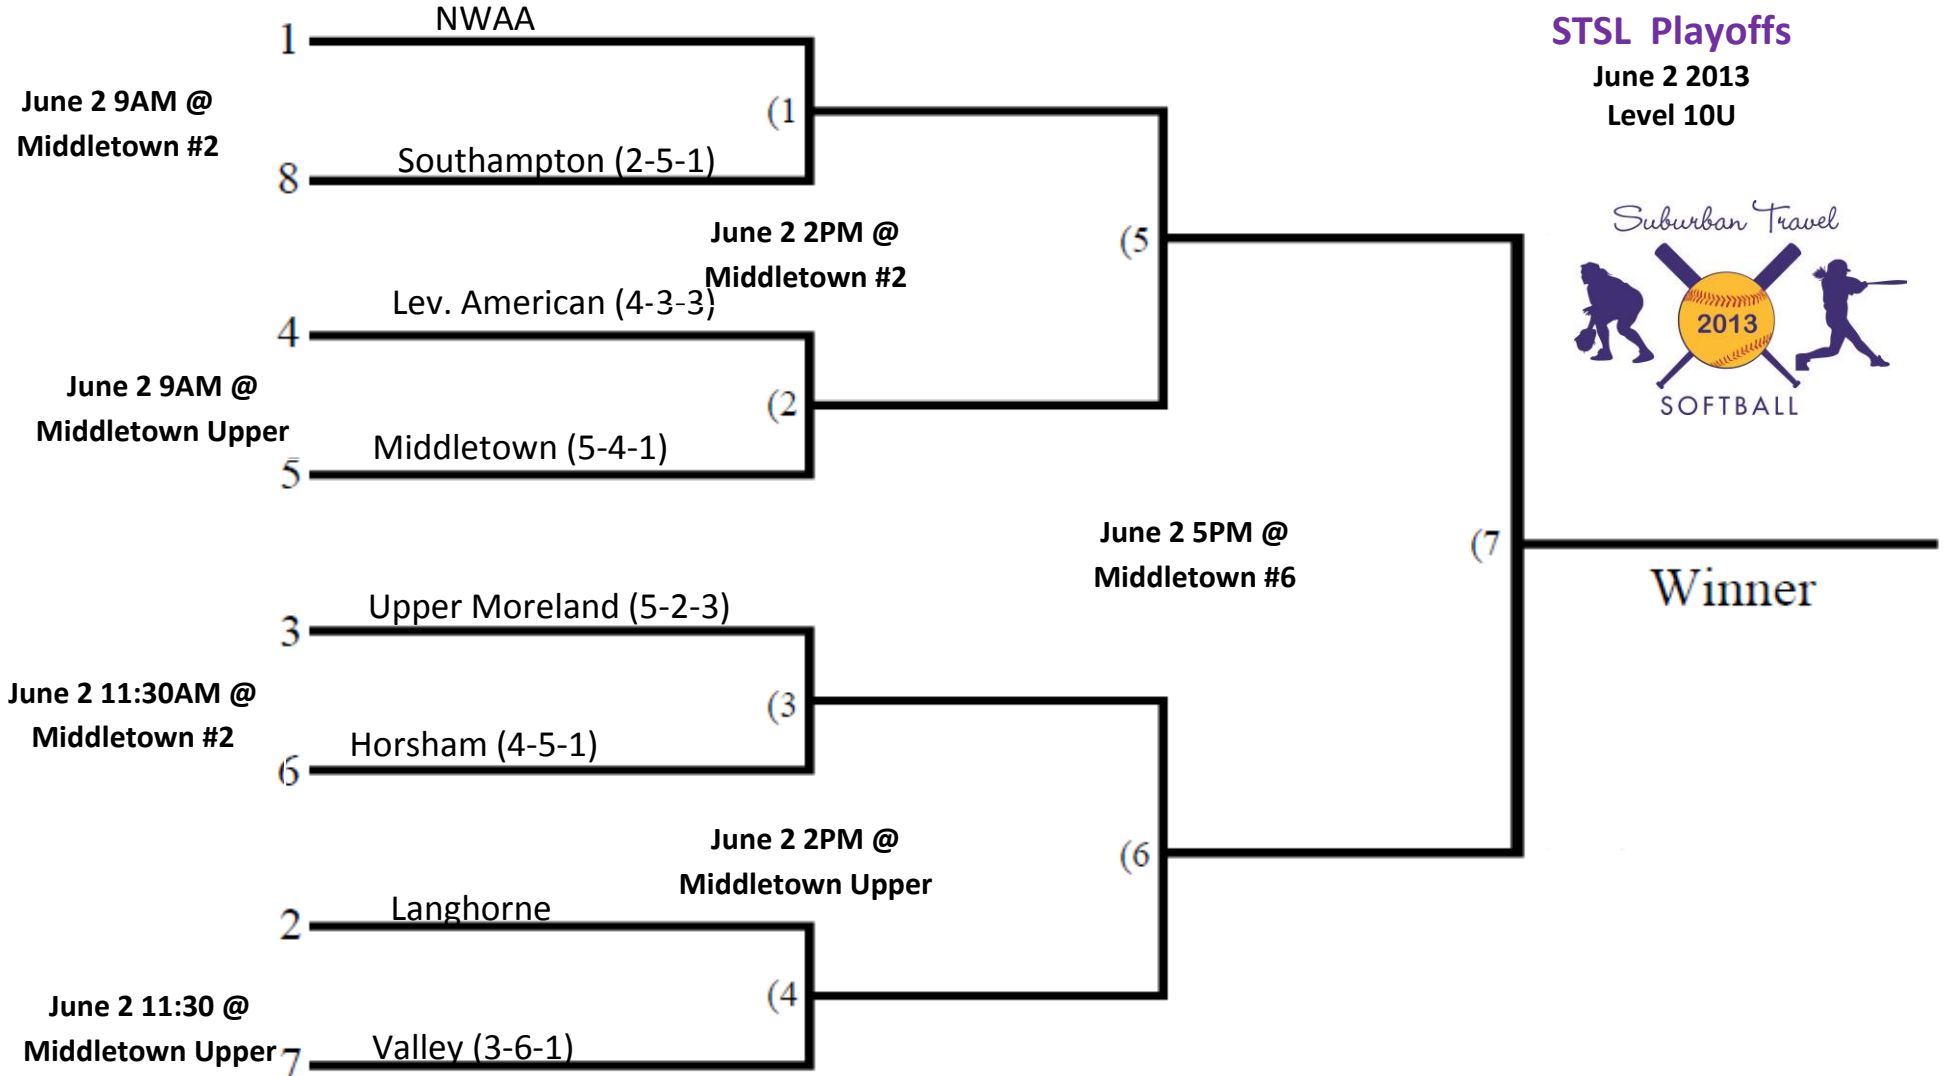 NWAA
STSL Playoffs
1
June 2 2013
June 2 9AM @
(1
Level 10U
Middletown #2
Southampton (2-5-1)
8
Suburban Travel
June 2 2PM @
(5
Middletown #2
Lev. American (4-3-3)
2013
4
June 2 9AM @
(2
SOFTBALL
Middletown Upper
Middletown (5-4-1)
5
June 2 5PM @
(7
Middletown #6
Winner
Upper Moreland (5-2-3)
3
June 2 11:30AM @
(3
Middletown #2
Horsham (4-5-1)
6
June 2 2PM @
(6
Middletown Upper
Langhorne
2
June 2 11:30 @
(4
Middletown Upper
Valley (3-6-1)
7